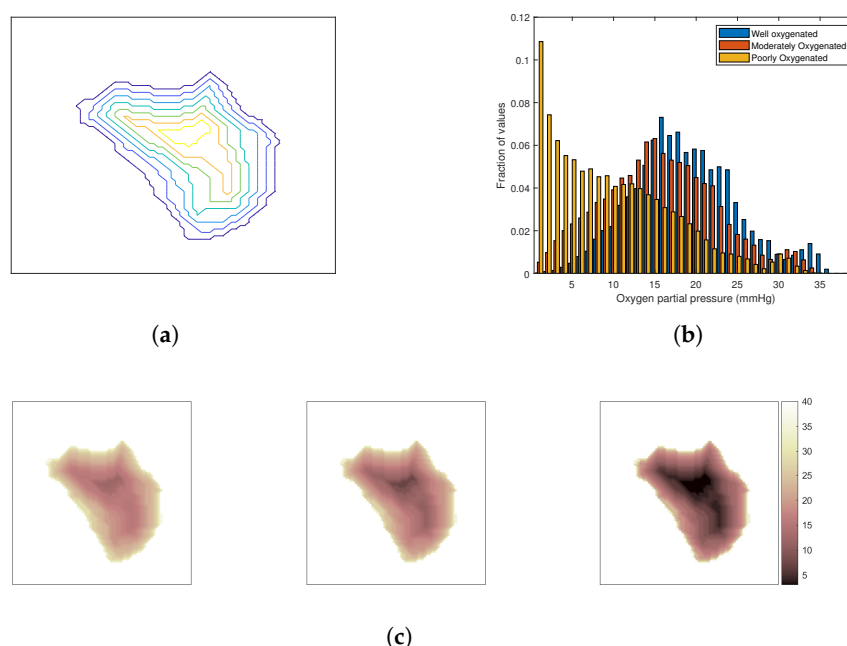 0.12
0.1
0.08
0.06
0.04
0.02
0
Fraction of values
Well oxygenated
Moderately Oxygenated
Poorly Oxygenated
5 10 15 20 25 30 35
Oxygen partial pressure (mmHg)
(a) (b)
40
35
30
25
20
15
10
5
(c)